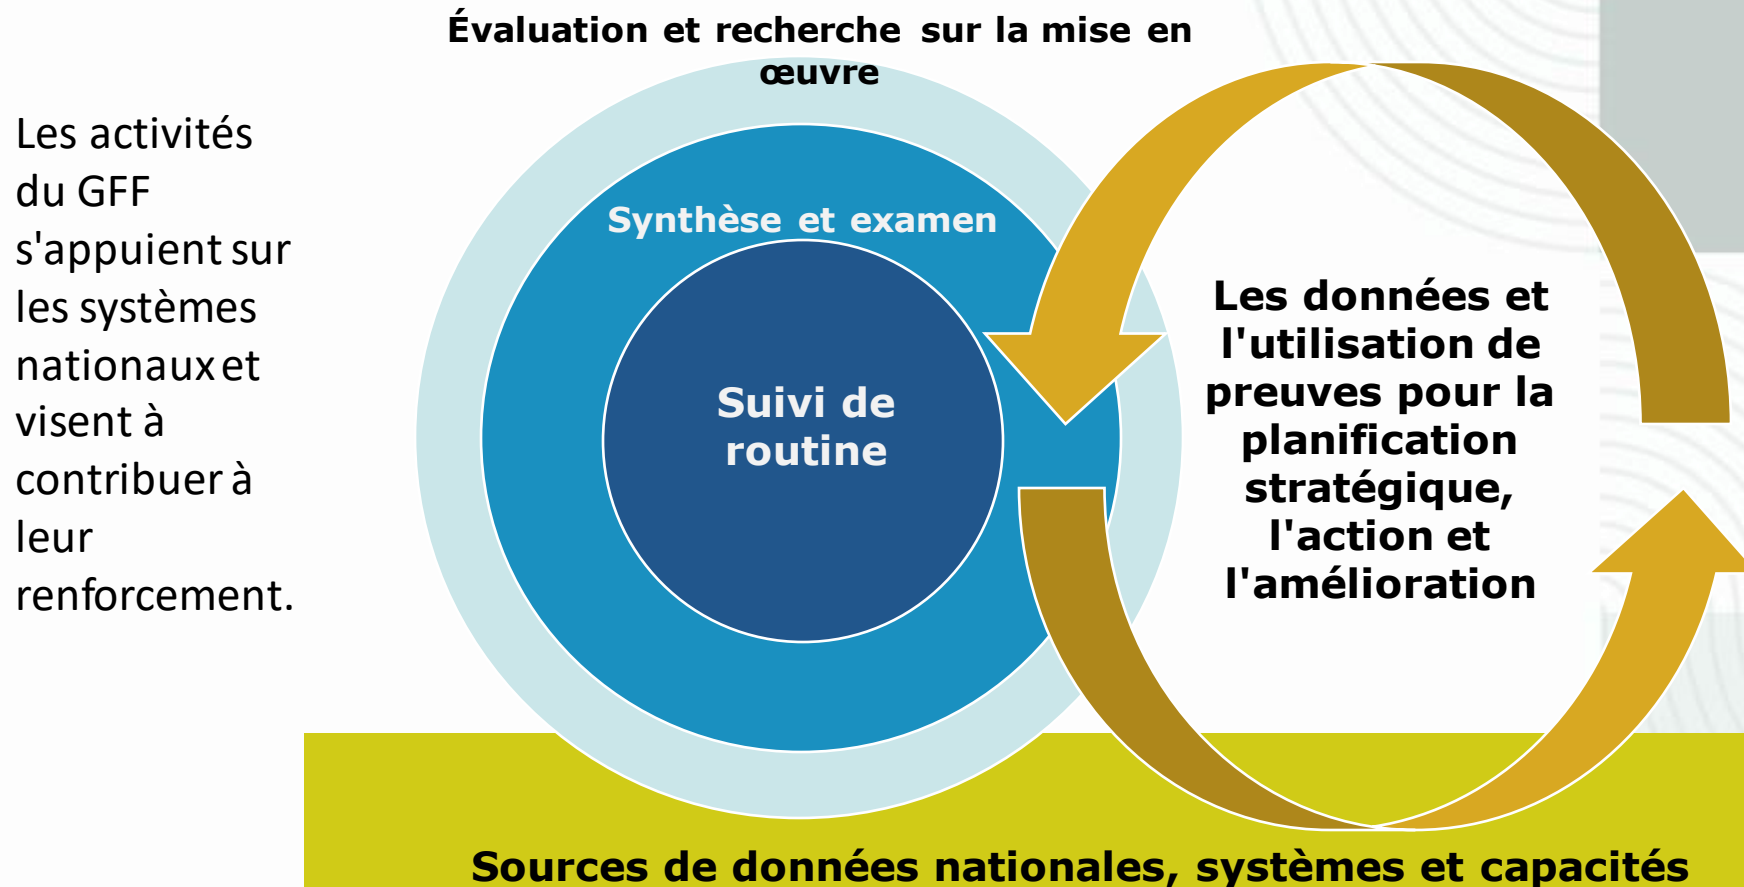 Évaluation et recherche sur la mise en
œuvre
Les activités
du GFF
s'appuient sur
les systèmes
nationaux et
visent à
contribuer à
leur
renforcement.
Synthèse et examen
Suivi de
routine
Les données et
l'utilisation de
preuves pour la
planification
stratégique,
l'action et
l'amélioration
Sources de données nationales, systèmes et capacités